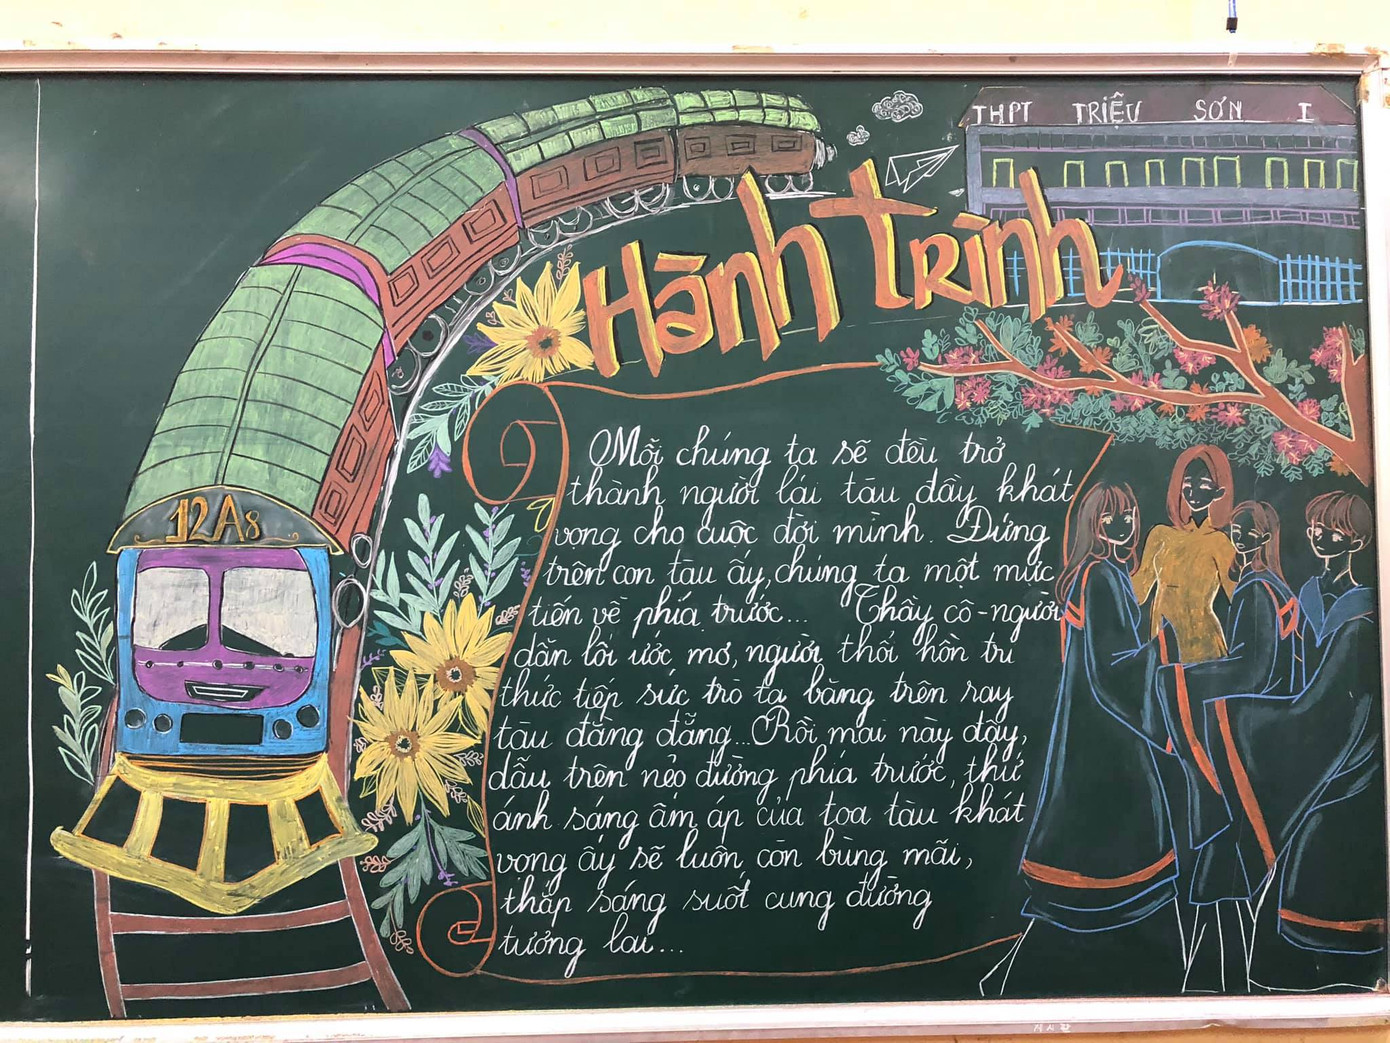 THPT TRIỆU SƠN I
Hành trình
12A8
Mỗi chúng ta sẽ đều trở
thành người lái tàu đầy khát
vọng cho cuộc đời mình. Đứng
trên con tàu ấy, chúng ta một mực
tiến về phía trước... Thầy cô-người
dẫn lối ước mơ, người thổi hồn tri
thức tiếp sức trò ta băng trên ray
tàu đằng đẵng... Rồi mai này đây,
dẫu trên nẻo đường phía trước, thứ
ánh sáng ấm áp của toa tàu khát
vọng ấy sẽ luôn còn bùng mãi,
thắp sáng suốt cung đường
tương lai...